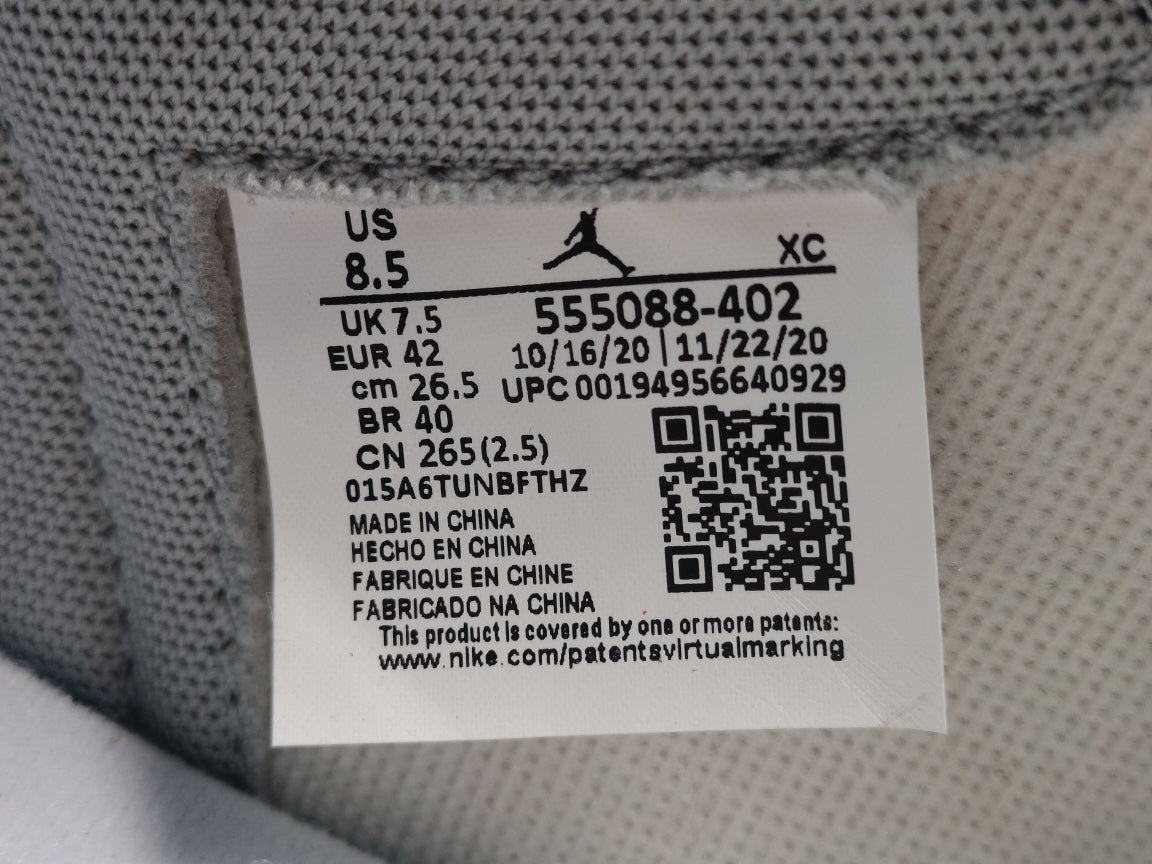 US
8.5
XC
UK 7.5
555088-402
EUR 42
10/16/20 | 11/22/20
cm 26.5
UPC 00194956640929
BR 40
CN 265(2.5)
015A6TUNBFTHZ
MADE IN CHINA
HECHO EN CHINA
FABRIQUE EN CHINE
FABRICADO NA CHINA
This product is covered by one or more patents:
www.nike.com/patentsvirtualmarking